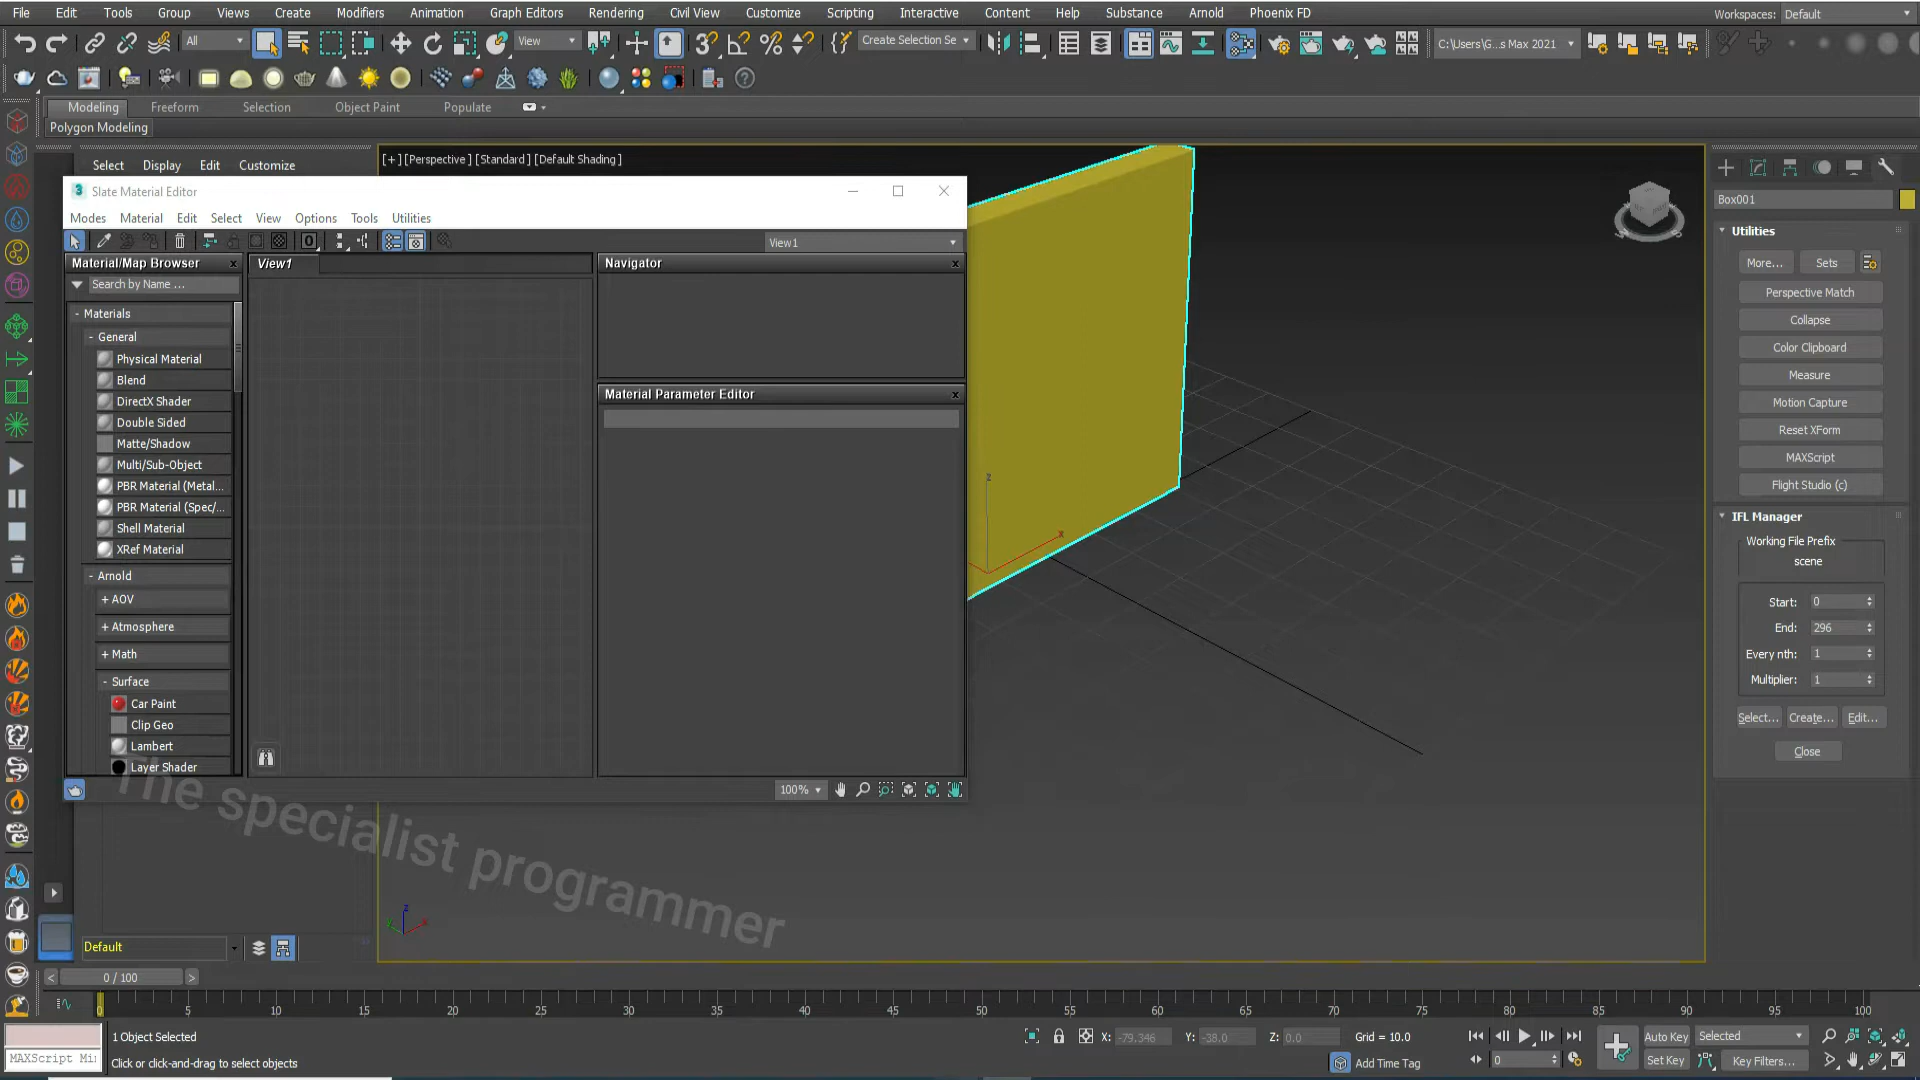 File Edit Tools Group Views Create Modifiers Animation Graph Editors Rendering Civil View Customize Scripting Interactive Content Help Substance Arnold Phoenix FD Workspaces: Default
All View Create Selection Se C:\Users\G...s Max 2021
Modeling Freeform Selection Object Paint Populate
Polygon Modeling
Select Display Edit Customize
[+] [Perspective] [Standard] [Default Shading]
Slate Material Editor
Modes Material Edit Select View Options Tools Utilities
View1
Material/Map Browser
Search by Name ...
- Materials
- General
Physical Material
Blend
DirectX Shader
Double Sided
Matte/Shadow
Multi/Sub-Object
PBR Material (Metal...
PBR Material (Spec/...
Shell Material
XRef Material
- Arnold
+ AOV
+ Atmosphere
+ Math
- Surface
Car Paint
Clip Geo
Lambert
Layer Shader
View1
Navigator
Material Parameter Editor
100%
z
x
z
x
y
The specialist programmer
Box001
Utilities
More... Sets
Perspective Match
Collapse
Color Clipboard
Measure
Motion Capture
Reset XForm
MAXScript
Flight Studio (c)
IFL Manager
Working File Prefix
scene
Start: 0
End: 296
Every nth: 1
Multiplier: 1
Select... Create... Edit...
Close
Default
< 0 / 100 >
0 5 10 15 20 25 30 35 40 45 50 55 60 65 70 75 80 85 90 95 100
1 Object Selected X: -79.346 Y: -38.0 Z: 0.0 Grid = 10.0 Auto Key Selected
MAXScript Mi Click or click-and-drag to select objects Add Time Tag 0 Set Key Key Filters...